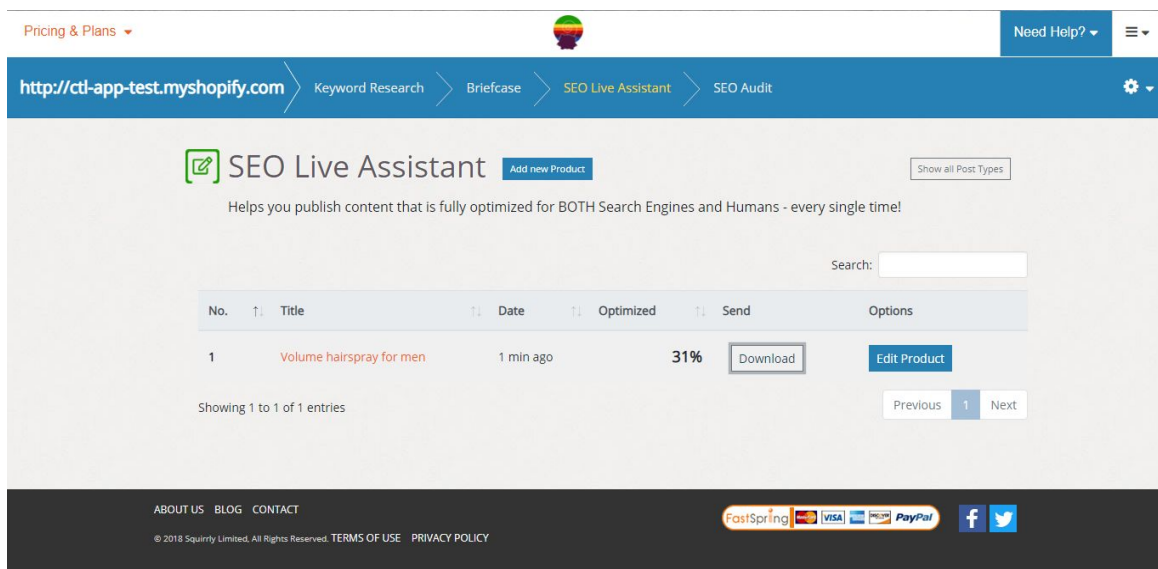 Pricing & Plans
Need Help?
http://ctl-app-test.myshopify.com Keyword Research Briefcase SEO Live Assistant SEO Audit
SEO Live Assistant Add new Product Show all Post Types
Helps you publish content that is fully optimized for BOTH Search Engines and Humans - every single time!
Search:
No. Title Date Optimized Send Options
1 Volume hairspray for men 1 min ago 31% Download Edit Product
Showing 1 to 1 of 1 entries Previous 1 Next
ABOUT US BLOG CONTACT
FastSpring VISA DISCOVER PayPal
© 2018 Squirrly Limited, All Rights Reserved. TERMS OF USE PRIVACY POLICY